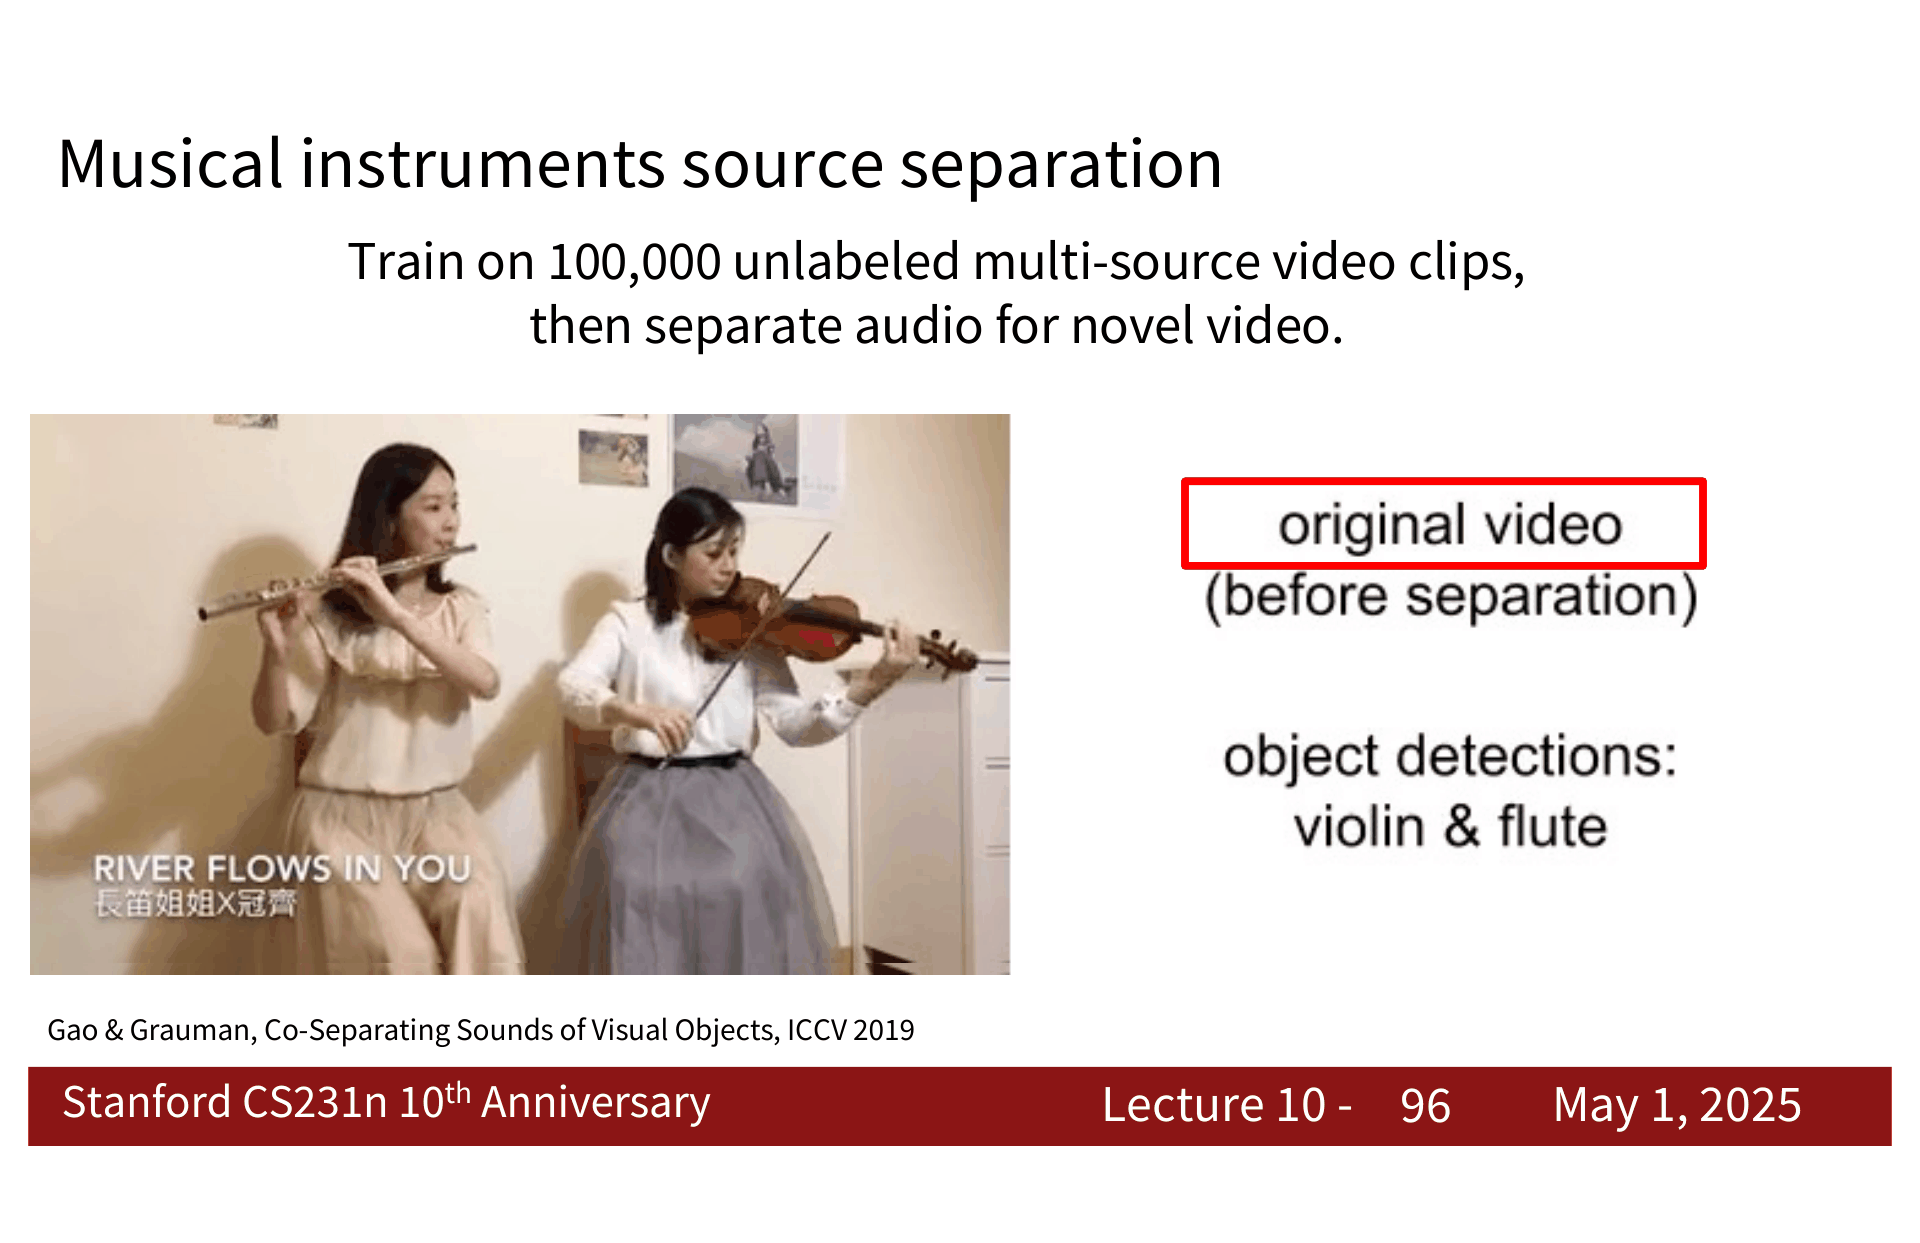 Musical instruments source separation
Train on 100,000 unlabeled multi-source video clips,
then separate audio for novel video.
original video
(before separation)
object detections:
violin & flute
RIVER FLOWS IN YOU
長笛姐姐X冠齊
Gao & Grauman, Co-Separating Sounds of Visual Objects, ICCV 2019
Stanford CS231n 10th Anniversary
Lecture 10 - 96
May 1, 2025